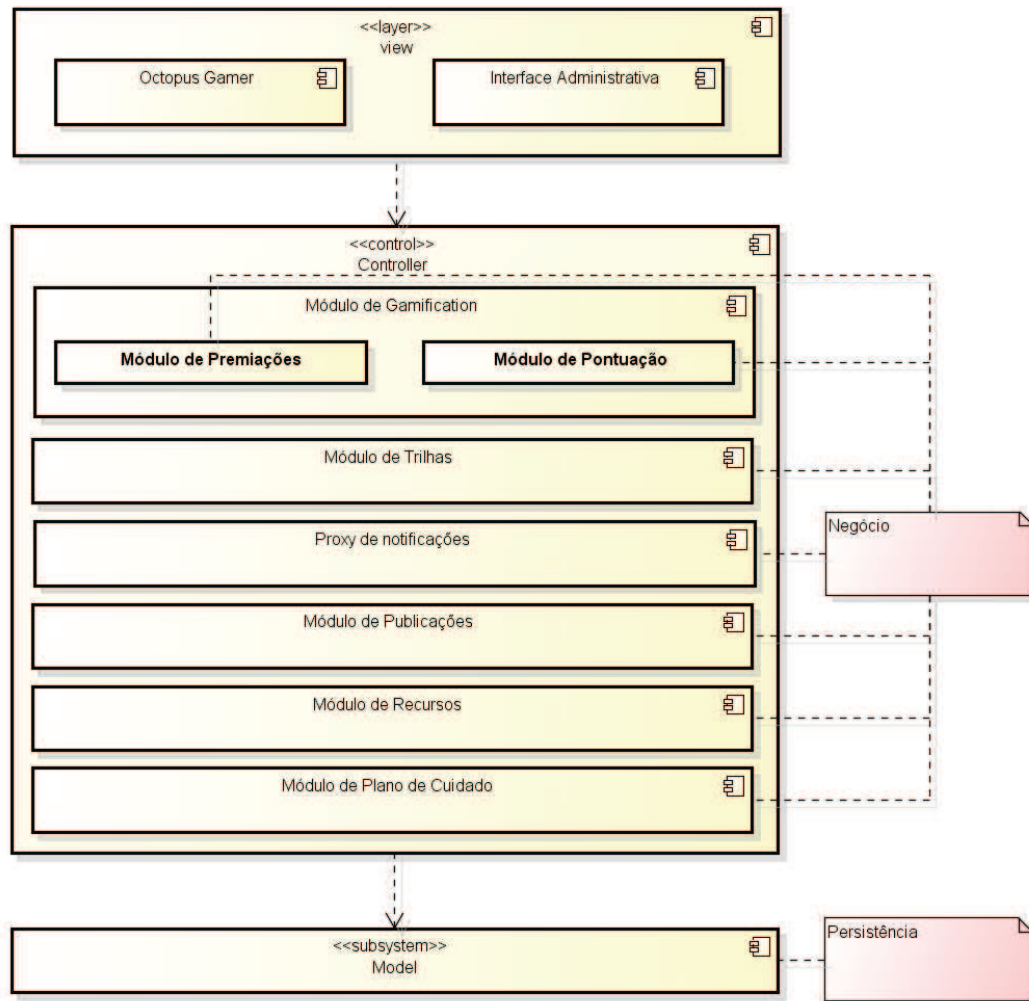 <<layer>>
view
Octopus Gamer
Interface Administrativa
<<control>>
Controller
Módulo de Gamification
Módulo de Premiações
Módulo de Pontuação
Módulo de Trilhas
Proxy de notificações
Negócio
Módulo de Publicações
Módulo de Recursos
Módulo de Plano de Cuidado
<<subsystem>>
Model
Persistência